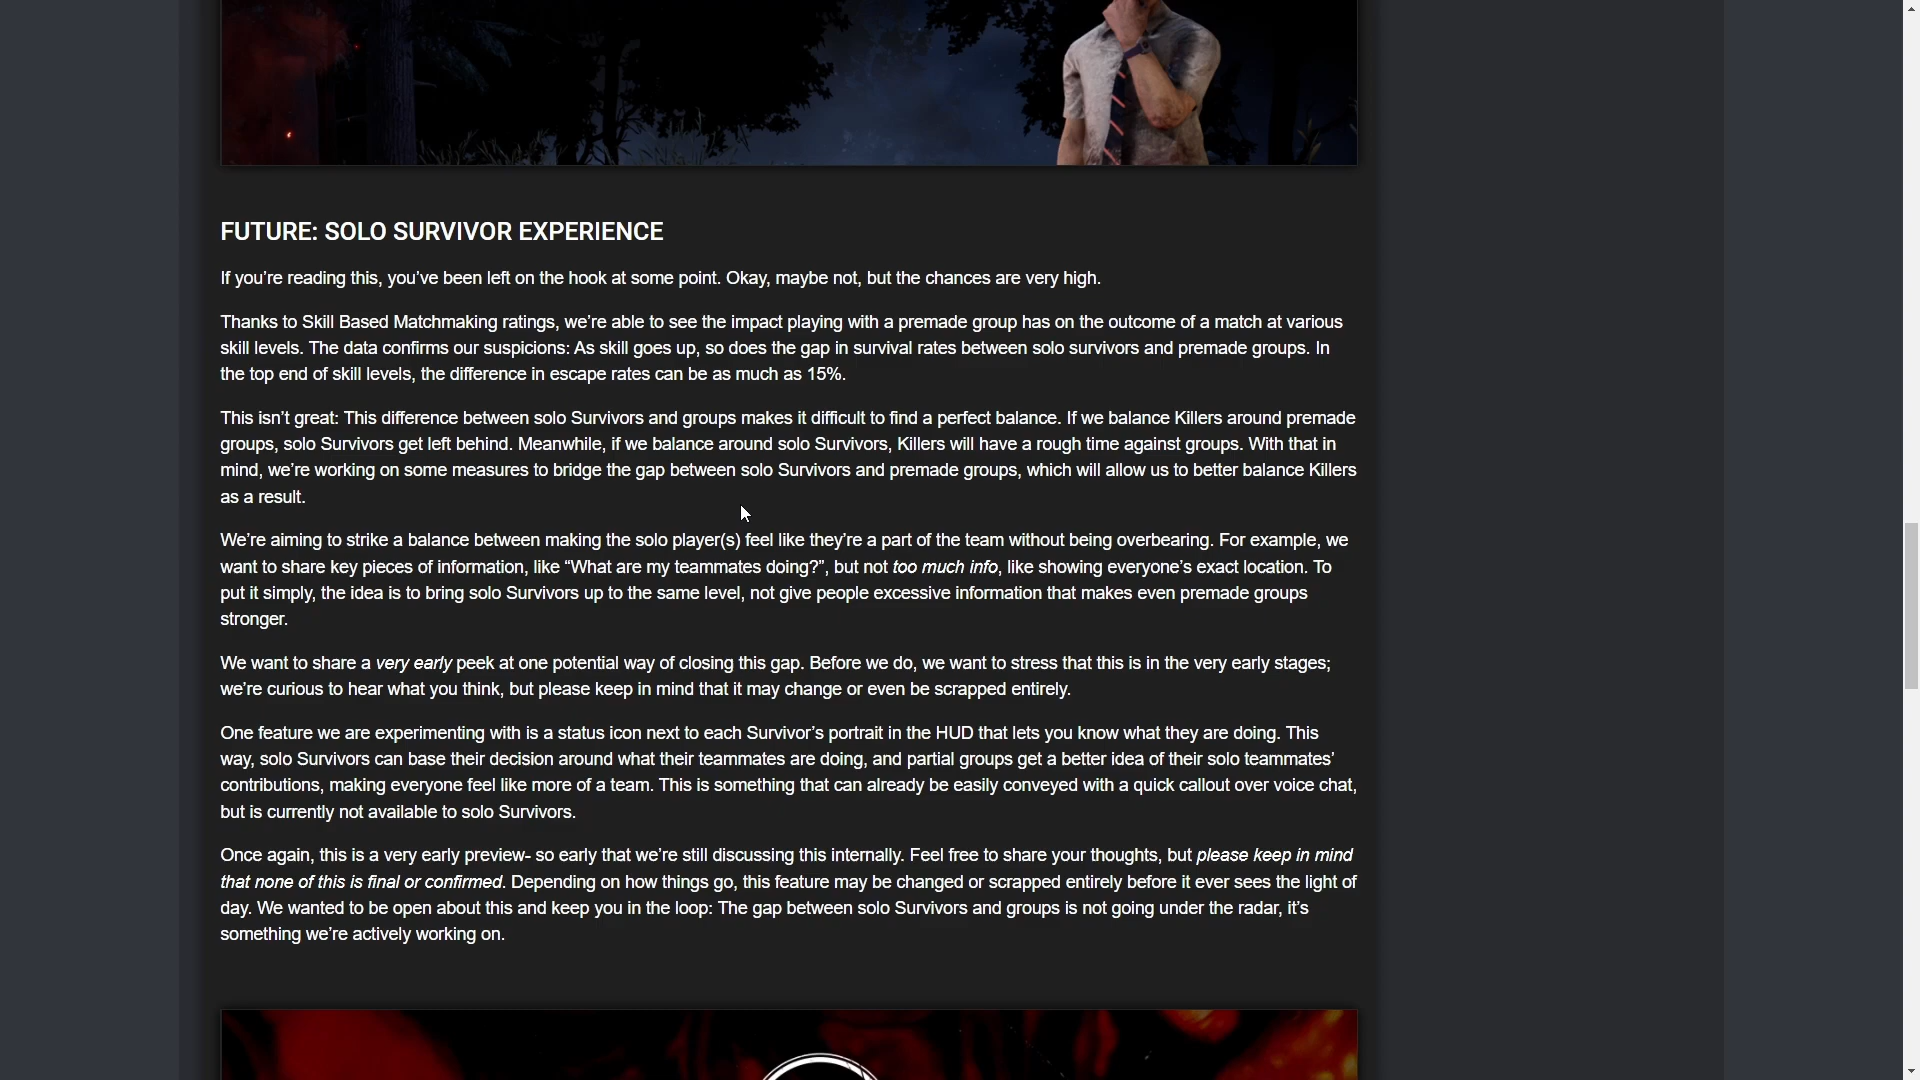 FUTURE: SOLO SURVIVOR EXPERIENCE
If you’re reading this, you’ve been left on the hook at some point. Okay, maybe not, but the chances are very high.
Thanks to Skill Based Matchmaking ratings, we’re able to see the impact playing with a premade group has on the outcome of a match at various
skill levels. The data confirms our suspicions: As skill goes up, so does the gap in survival rates between solo survivors and premade groups. In
the top end of skill levels, the difference in escape rates can be as much as 15%.
This isn’t great: This difference between solo Survivors and groups makes it difficult to find a perfect balance. If we balance Killers around premade
groups, solo Survivors get left behind. Meanwhile, if we balance around solo Survivors, Killers will have a rough time against groups. With that in
mind, we’re working on some measures to bridge the gap between solo Survivors and premade groups, which will allow us to better balance Killers
as a result.
We’re aiming to strike a balance between making the solo player(s) feel like they’re a part of the team without being overbearing. For example, we
want to share key pieces of information, like “What are my teammates doing?”, but not too much info, like showing everyone’s exact location. To
put it simply, the idea is to bring solo Survivors up to the same level, not give people excessive information that makes even premade groups
stronger.
We want to share a very early peek at one potential way of closing this gap. Before we do, we want to stress that this is in the very early stages;
we’re curious to hear what you think, but please keep in mind that it may change or even be scrapped entirely.
One feature we are experimenting with is a status icon next to each Survivor’s portrait in the HUD that lets you know what they are doing. This
way, solo Survivors can base their decision around what their teammates are doing, and partial groups get a better idea of their solo teammates’
contributions, making everyone feel like more of a team. This is something that can already be easily conveyed with a quick callout over voice chat,
but is currently not available to solo Survivors.
Once again, this is a very early preview- so early that we’re still discussing this internally. Feel free to share your thoughts, but please keep in mind
that none of this is final or confirmed. Depending on how things go, this feature may be changed or scrapped entirely before it ever sees the light of
day. We wanted to be open about this and keep you in the loop: The gap between solo Survivors and groups is not going under the radar, it’s
something we’re actively working on.